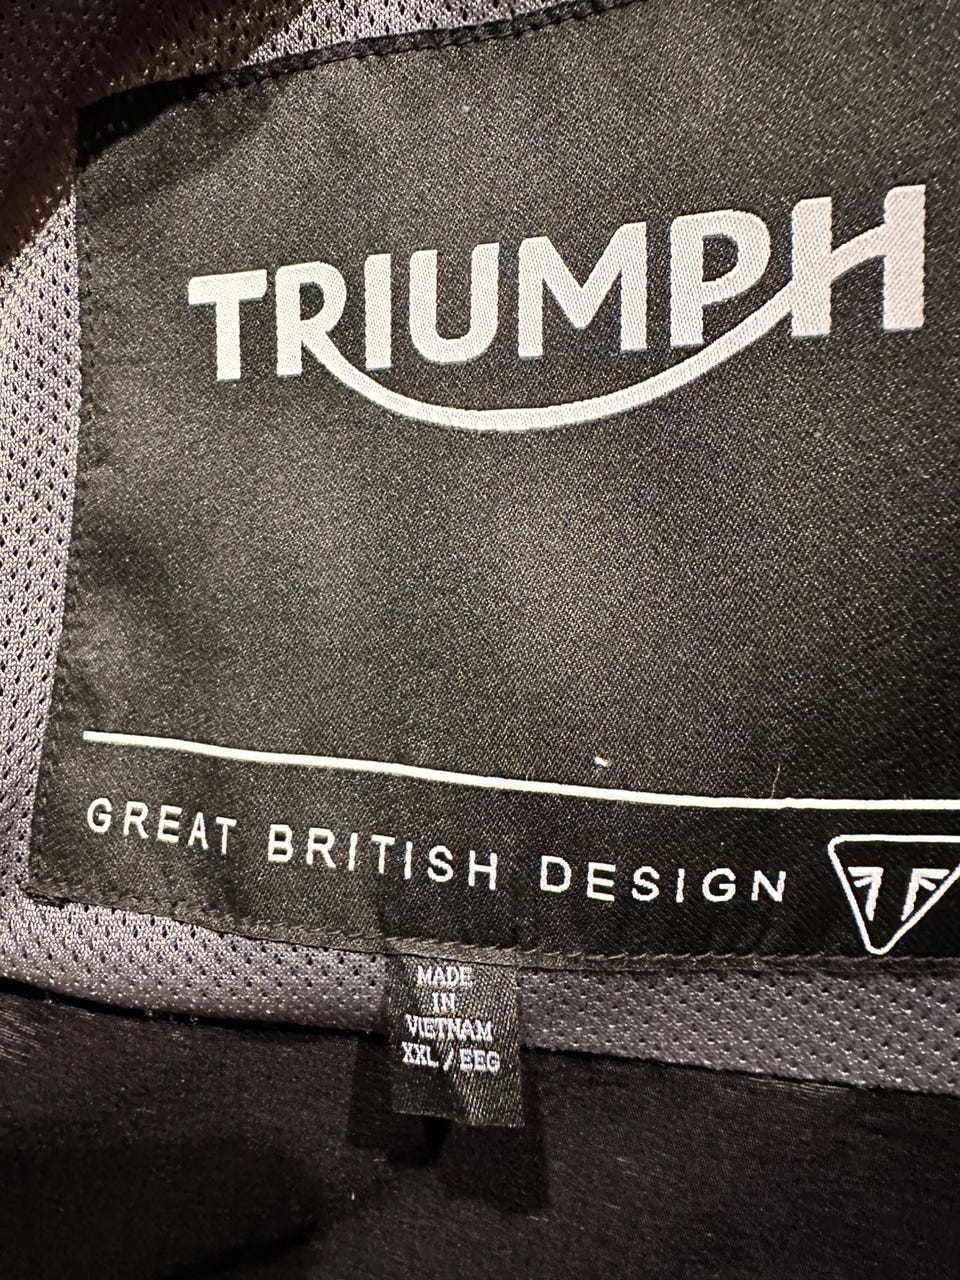 TRIUMPH
GREAT BRITISH DESIGN
MADE
IN
VIETNAM
XXL / EEG